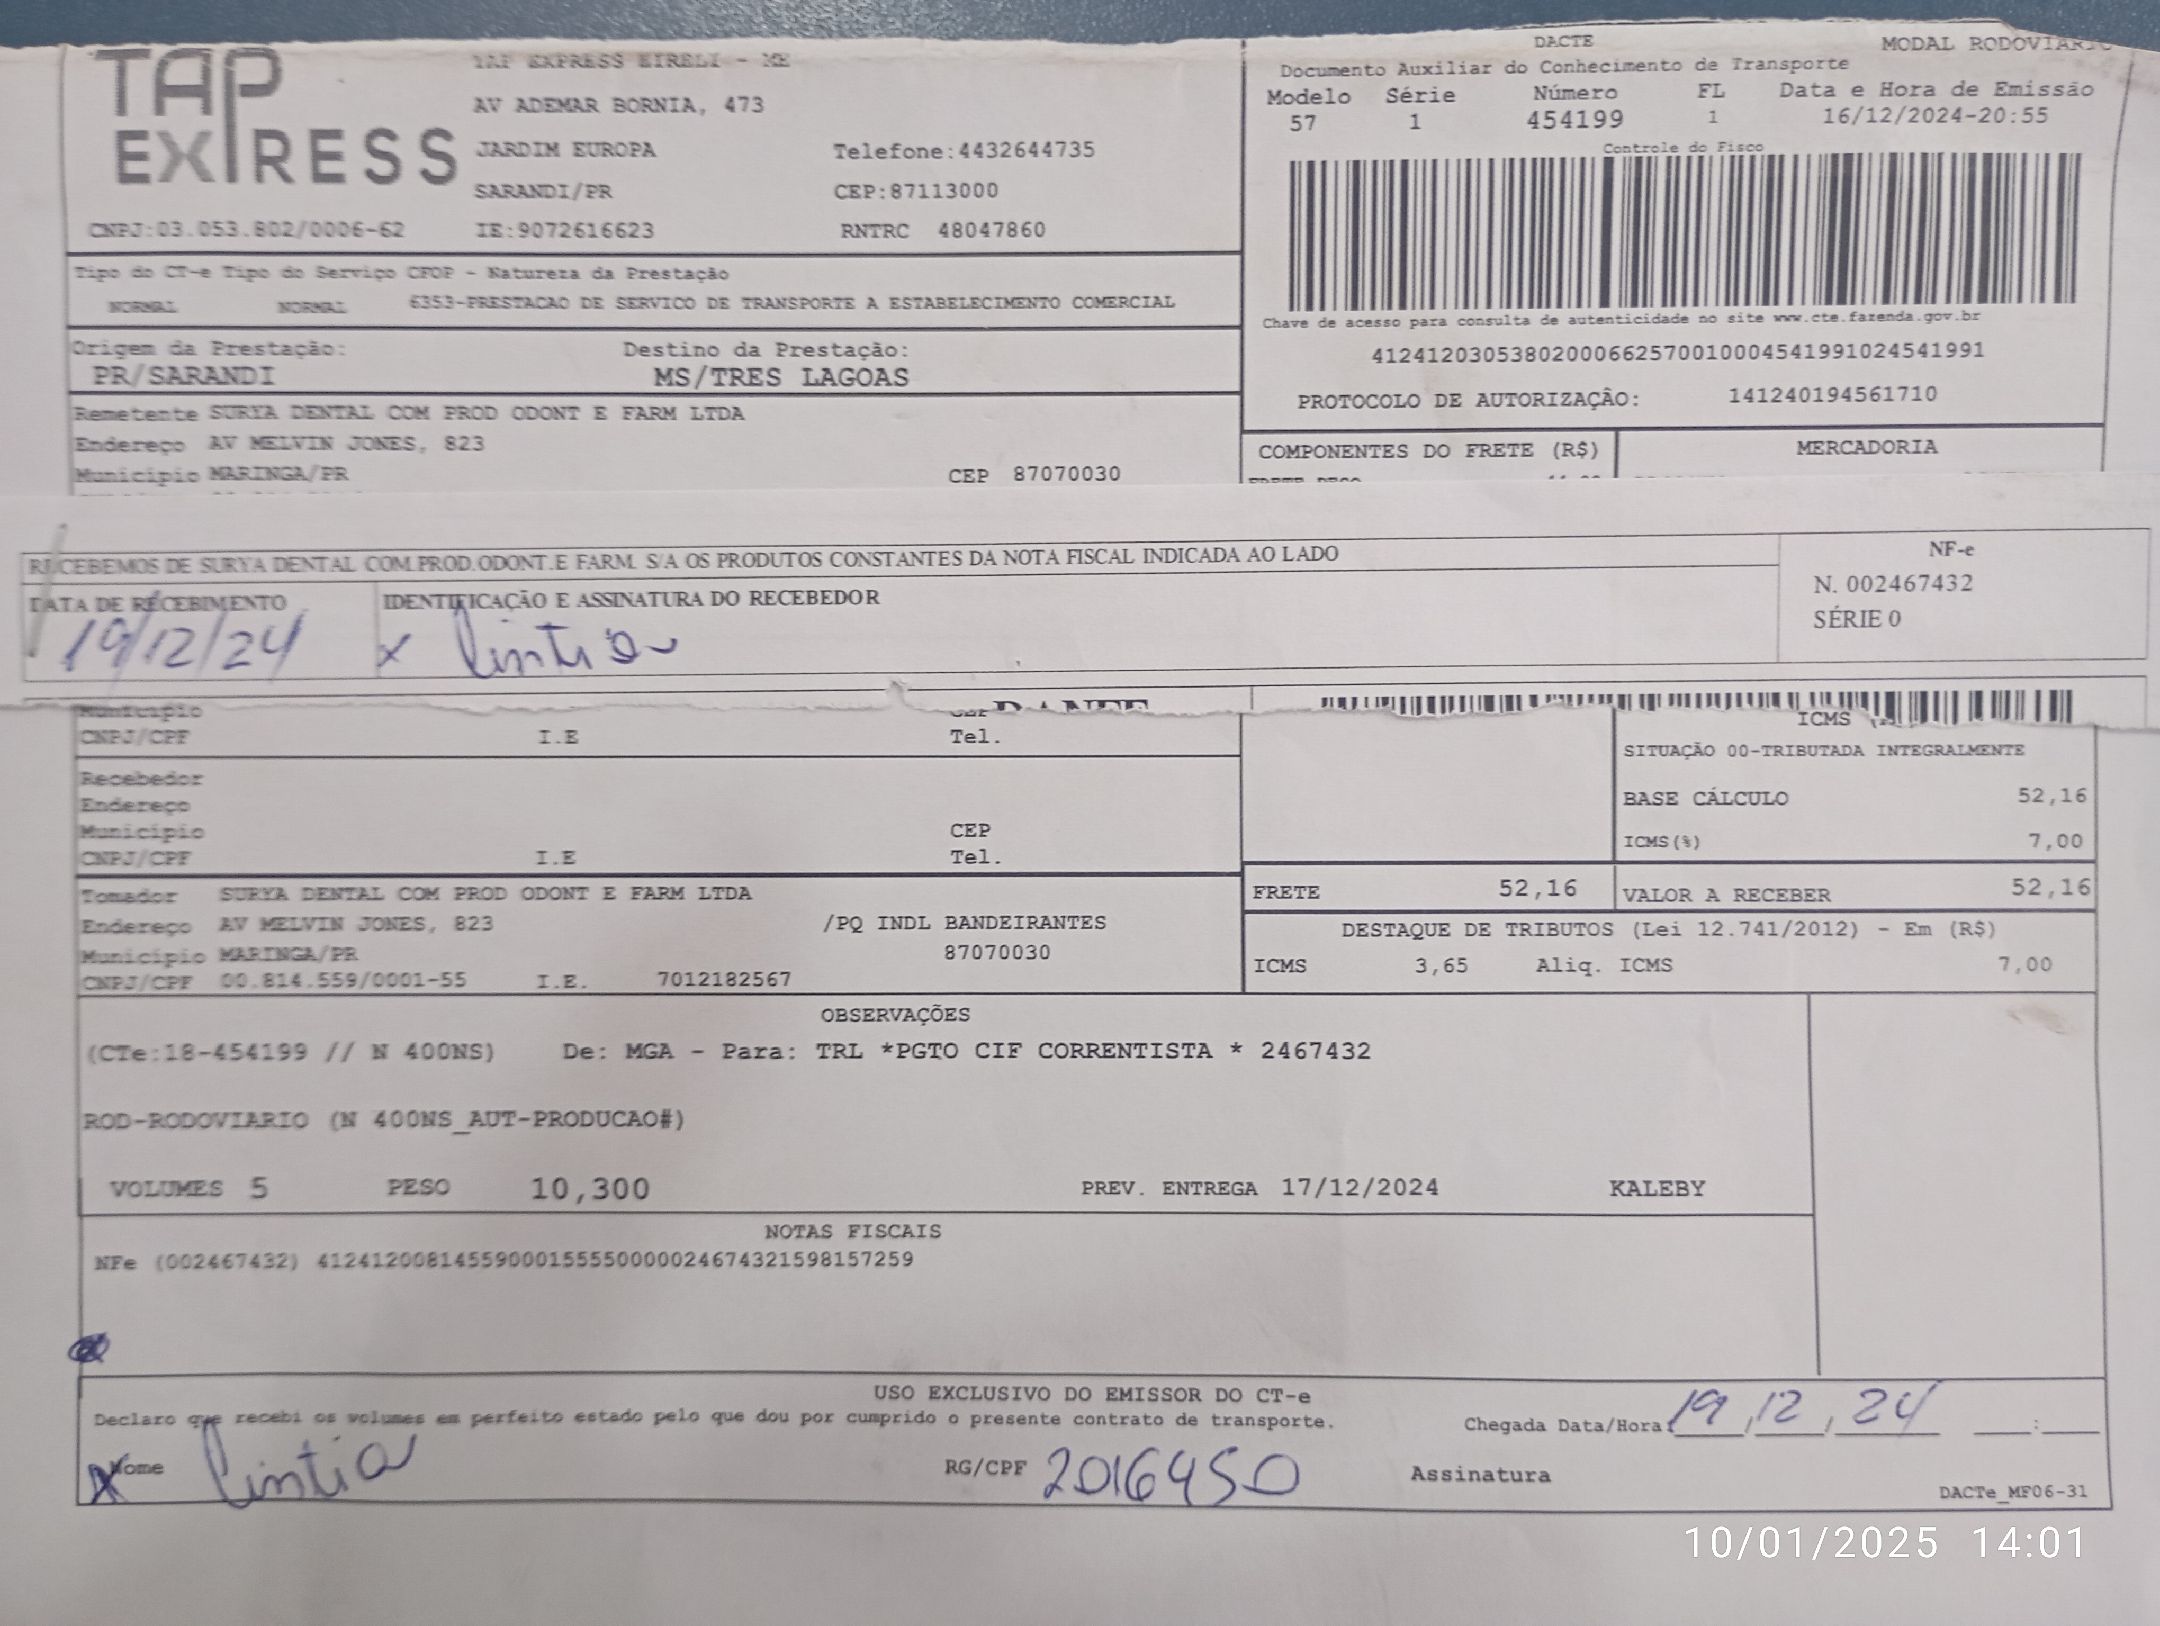 TAP EXPRESS
TAP EXPRESS EIRELI - ME
AV ADEMAR BORNIA, 473
JARDIM EUROPA Telefone:4432644735
SARANDI/PR CEP:87113000
CNPJ:03.053.802/0006-62 IE:9072616623 RNTRC 48047860
DACTE MODAL RODOVIARIO
Documento Auxiliar do Conhecimento de Transporte
Modelo Série Número FL Data e Hora de Emissão
57 1 454199 1 16/12/2024-20:55
Controle do Fisco
Chave de acesso para consulta de autenticidade no site www.cte.fazenda.gov.br
41241203053802000662570010004541991024541991
PROTOCOLO DE AUTORIZAÇÃO: 141240194561710
Tipo do CT-e Tipo do Serviço CFOP - Natureza da Prestação
NORMAL NORMAL 6353-PRESTACAO DE SERVICO DE TRANSPORTE A ESTABELECIMENTO COMERCIAL
Origem da Prestação: Destino da Prestação:
PR/SARANDI MS/TRES LAGOAS
Remetente SURYA DENTAL COM PROD ODONT E FARM LTDA
Endereço AV MELVIN JONES, 823
Município MARINGA/PR CEP 87070030
COMPONENTES DO FRETE (R$) MERCADORIA
RECEBEMOS DE SURYA DENTAL COM.PROD.ODONT.E FARM. S/A OS PRODUTOS CONSTANTES DA NOTA FISCAL INDICADA AO LADO
DATA DE RECEBIMENTO IDENTIFICAÇÃO E ASSINATURA DO RECEBEDOR
19/12/24 x Cintia
NF-e
N. 002467432
SÉRIE 0
DANFE
Município CEP
CNPJ/CPF I.E Tel.
Recebedor
Endereço
Município CEP
CNPJ/CPF I.E Tel.
ICMS
SITUAÇÃO 00-TRIBUTADA INTEGRALMENTE
BASE CÁLCULO 52,16
ICMS(%) 7,00
FRETE 52,16 VALOR A RECEBER 52,16
Tomador SURYA DENTAL COM PROD ODONT E FARM LTDA
Endereço AV MELVIN JONES, 823 /PQ INDL BANDEIRANTES
Município MARINGA/PR 87070030
CNPJ/CPF 00.814.559/0001-55 I.E. 7012182567
DESTAQUE DE TRIBUTOS (Lei 12.741/2012) - Em (R$)
ICMS 3,65 Aliq. ICMS 7,00
OBSERVAÇÕES
(CTe:18-454199 // N 400NS) De: MGA - Para: TRL *PGTO CIF CORRENTISTA * 2467432
ROD-RODOVIARIO (N 400NS_AUT-PRODUCAO#)
VOLUMES 5 PESO 10,300 PREV. ENTREGA 17/12/2024 KALEBY
NOTAS FISCAIS
NFe (002467432) 41241200814559000155550000024674321598157259
USO EXCLUSIVO DO EMISSOR DO CT-e
Declaro que recebi os volumes em perfeito estado pelo que dou por cumprido o presente contrato de transporte. Chegada Data/Hora: 19,12,24 :
x Nome Cintia RG/CPF 2016450 Assinatura
DACTe_MF06-31
10/01/2025 14:01